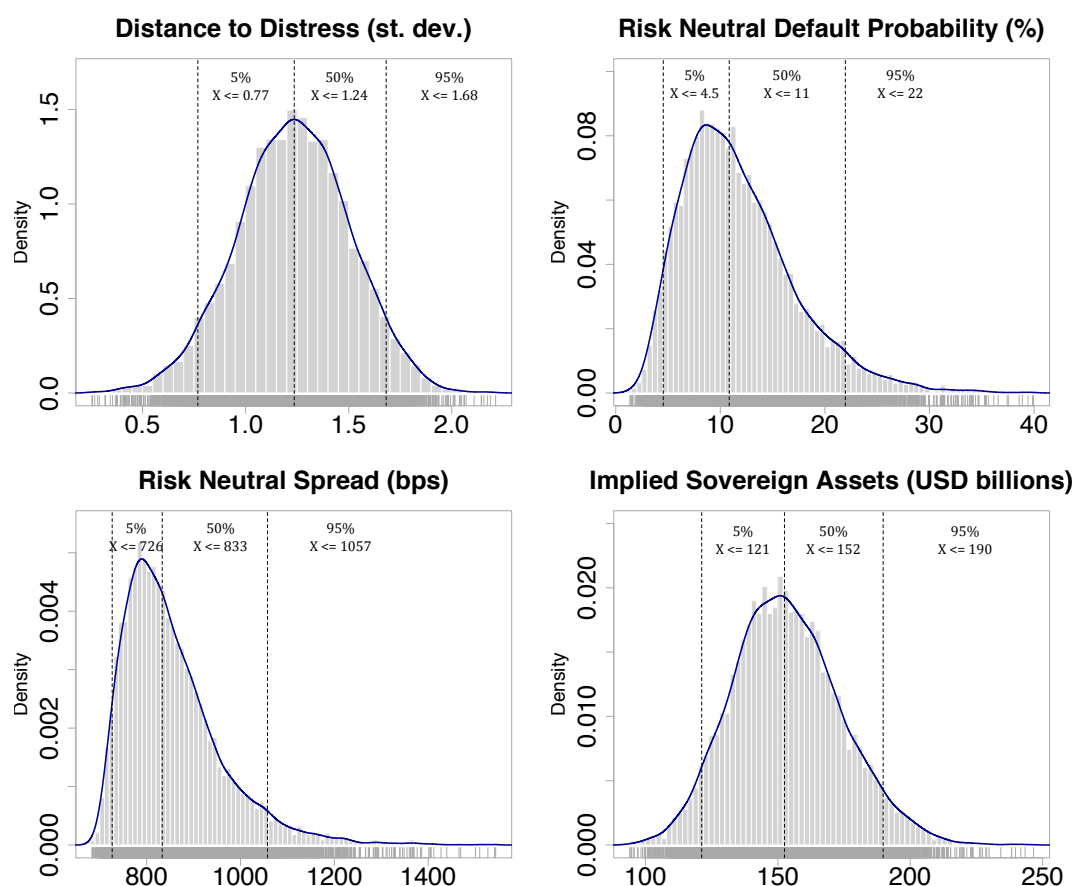 Distance to Distress (st. dev.)
5% 50% 95%
X <= 0.77 X <= 1.24 X <= 1.68
Density
0.0 0.5 1.0 1.5
0.5 1.0 1.5 2.0
Risk Neutral Default Probability (%)
5% 50% 95%
X <= 4.5 X <= 11 X <= 22
Density
0.00 0.04 0.08
0 10 20 30 40
Risk Neutral Spread (bps)
5% 50% 95%
X <= 726 X <= 833 X <= 1057
Density
0.000 0.002 0.004
800 1000 1200 1400
Implied Sovereign Assets (USD billions)
5% 50% 95%
X <= 121 X <= 152 X <= 190
Density
0.000 0.010 0.020
100 150 200 250